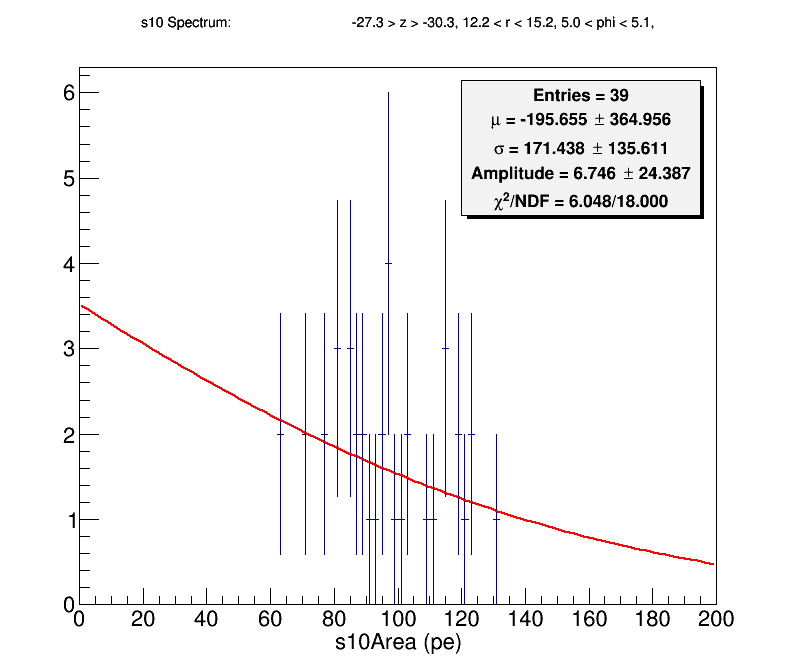 s10 Spectrum: -27.3 > z > -30.3, 12.2 < r < 15.2, 5.0 < phi < 5.1,
Entries = 39
μ = -195.655 ± 364.956
σ = 171.438 ± 135.611
Amplitude = 6.746 ± 24.387
χ²/NDF = 6.048/18.000
6
5
4
3
2
1
0
0 20 40 60 80 100 120 140 160 180 200
s10Area (pe)